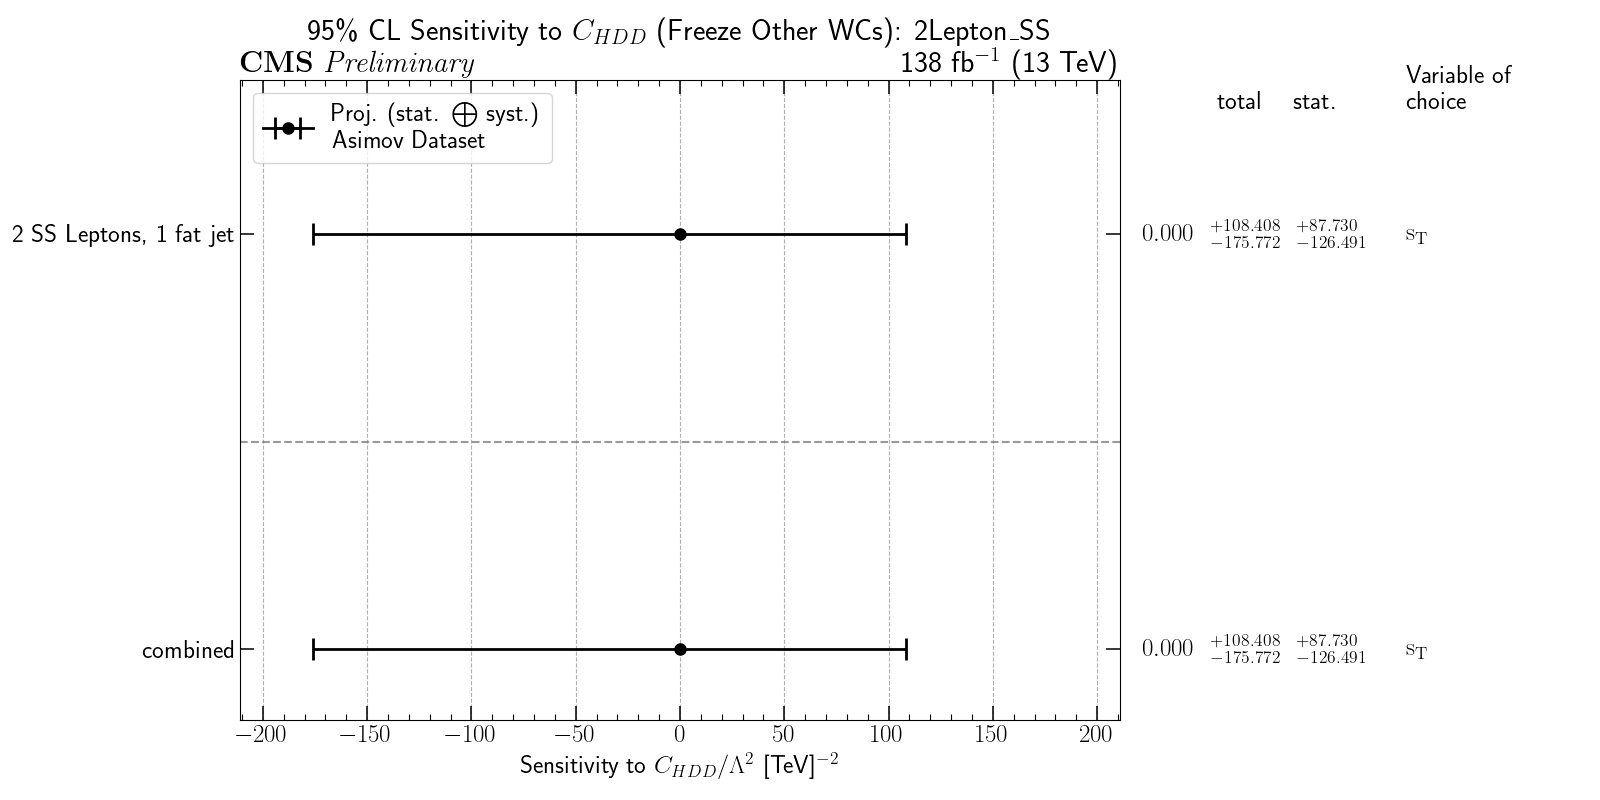 95% CL Sensitivity to C_{HDD} (Freeze Other WCs): 2Lepton_SS
CMS Preliminary 138 fb^{-1} (13 TeV)
Variable of
total stat. choice
Proj. (stat. ⨁ syst.)
Asimov Dataset
2 SS Leptons, 1 fat jet 0.000 +108.408 +87.730 s_T
−175.772 −126.491
combined 0.000 +108.408 +87.730 s_T
−175.772 −126.491
−200 −150 −100 −50 0 50 100 150 200
Sensitivity to C_{HDD}/Λ^2 [TeV]^{−2}